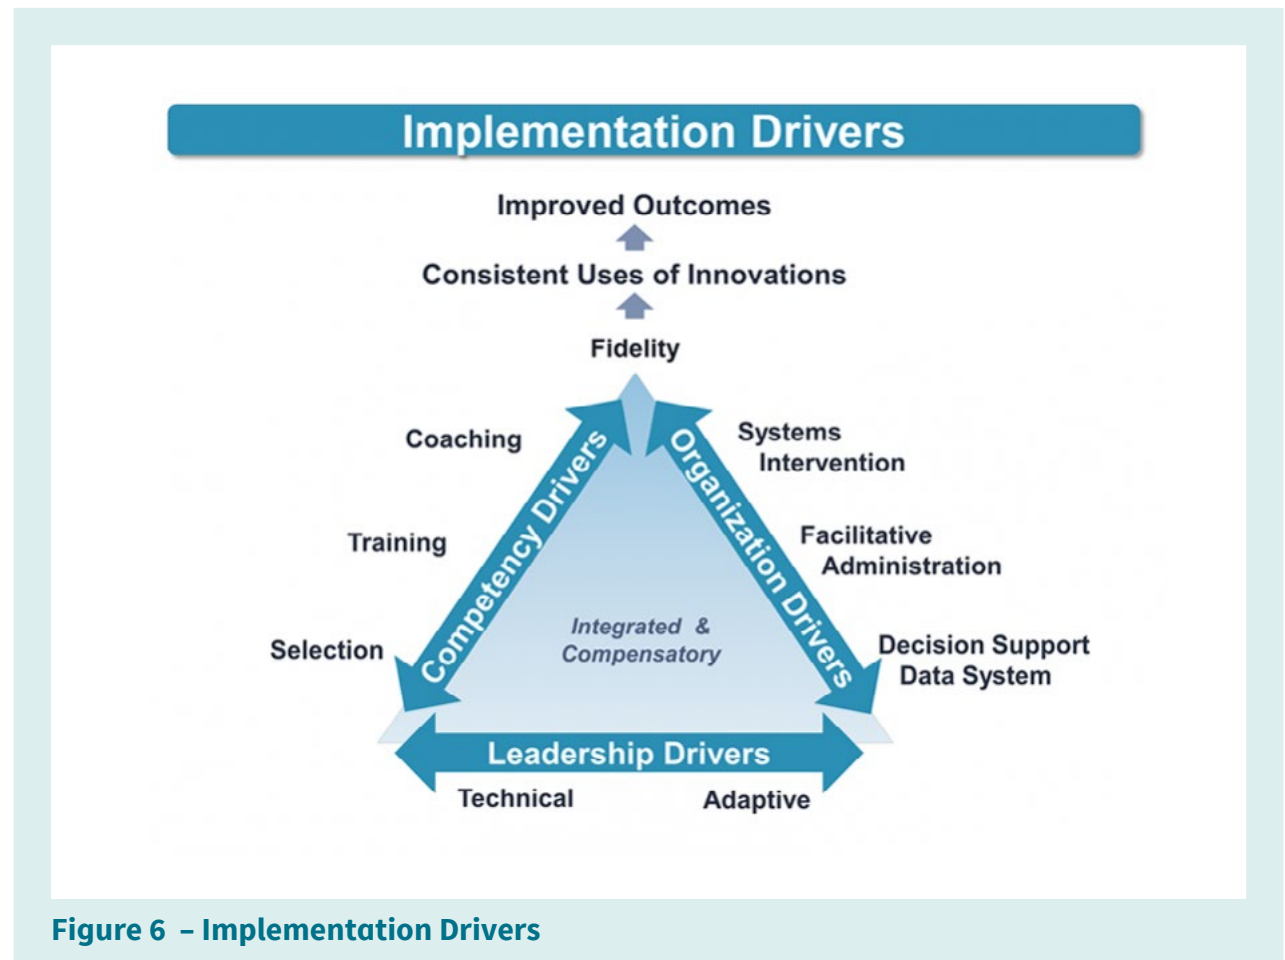 Implementation Drivers
Improved Outcomes
Consistent Uses of Innovations
Fidelity
Coaching
Training
Selection
Competency Drivers
Organization Drivers
Systems
Intervention
Facilitative
Administration
Decision Support
Data System
Integrated &
Compensatory
Leadership Drivers
Technical
Adaptive
Figure 6 – Implementation Drivers